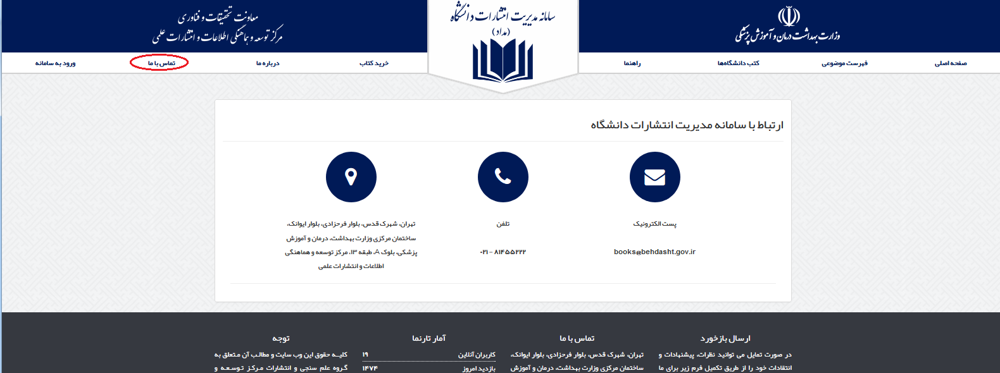 وزارت بهداشت درمان و آموزش پزشکی
سامانه مدیریت انتشارات دانشگاه
(مداد)
معاونت تحقیقات و فناوری
مرکز توسعه و هماهنگی اطلاعات و انتشارات علمی
صفحه اصلی
فهرست موضوعی
کتب دانشگاه‌ها
راهنما
خرید کتاب
درباره ما
تماس با ما
ورود به سامانه
ارتباط با سامانه مدیریت انتشارات دانشگاه
پست الکترونیک
books@behdasht.gov.ir
تلفن
۰۲۱ – ۸۱۴۵۵۲۲۲
تهران، شهرک قدس، بلوار فرحزادی، بلوار ایوانک،
ساختمان مرکزی وزارت بهداشت، درمان و آموزش
پزشکی، بلوک A، طبقه ۱۳، مرکز توسعه و هماهنگی
اطلاعات و انتشارات علمی
ارسال بازخورد
در صورت تمایل می توانید نظرات، پیشنهادات و
انتقادات خود را از طریق تکمیل فرم زیر برای ما
تماس با ما
تهران، شهرک قدس، بلوار فرحزادی، بلوار ایوانک،
ساختمان مرکزی وزارت بهداشت، درمان و آموزش
آمار تارنما
کاربران آنلاین ۱۹
بازدید امروز ۱۴۷۴
توجه
کلیــه حقوق این وب سایت و مطالب آن متعلق به
گروه علم سنجی و انتشارات مرکز توسعه و